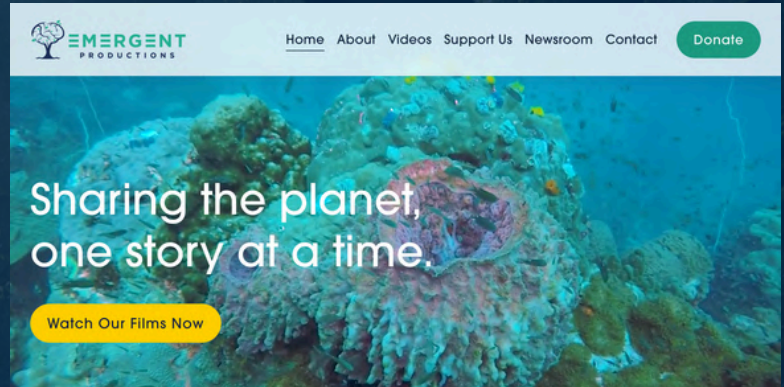 EMERGENT
PRODUCTIONS
Home About Videos Support Us Newsroom Contact Donate
Sharing the planet,
one story at a time.
Watch Our Films Now